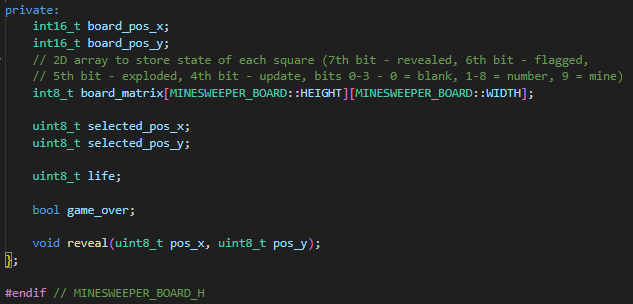 private:
int16_t board_pos_x;
int16_t board_pos_y;
// 2D array to store state of each square (7th bit - revealed, 6th bit - flagged,
// 5th bit - exploded, 4th bit - update, bits 0-3 - 0 = blank, 1-8 = number, 9 = mine)
int8_t board_matrix[MINESWEEPER_BOARD::HEIGHT][MINESWEEPER_BOARD::WIDTH];
uint8_t selected_pos_x;
uint8_t selected_pos_y;
uint8_t life;
bool game_over;
void reveal(uint8_t pos_x, uint8_t pos_y);
};
#endif // MINESWEEPER_BOARD_H